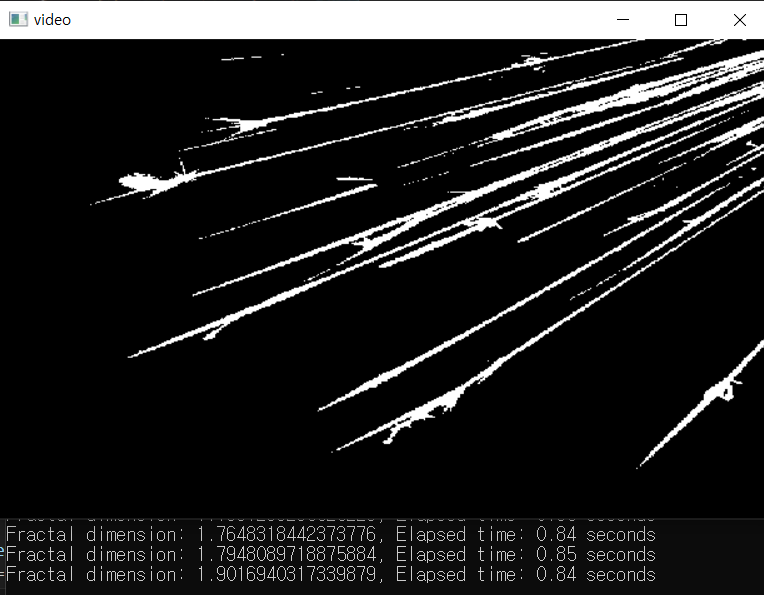 video
Fractal dimension: 1.7648318442373776, Elapsed time: 0.84 seconds
Fractal dimension: 1.7948089718875884, Elapsed time: 0.85 seconds
Fractal dimension: 1.9016940317339879, Elapsed time: 0.84 seconds